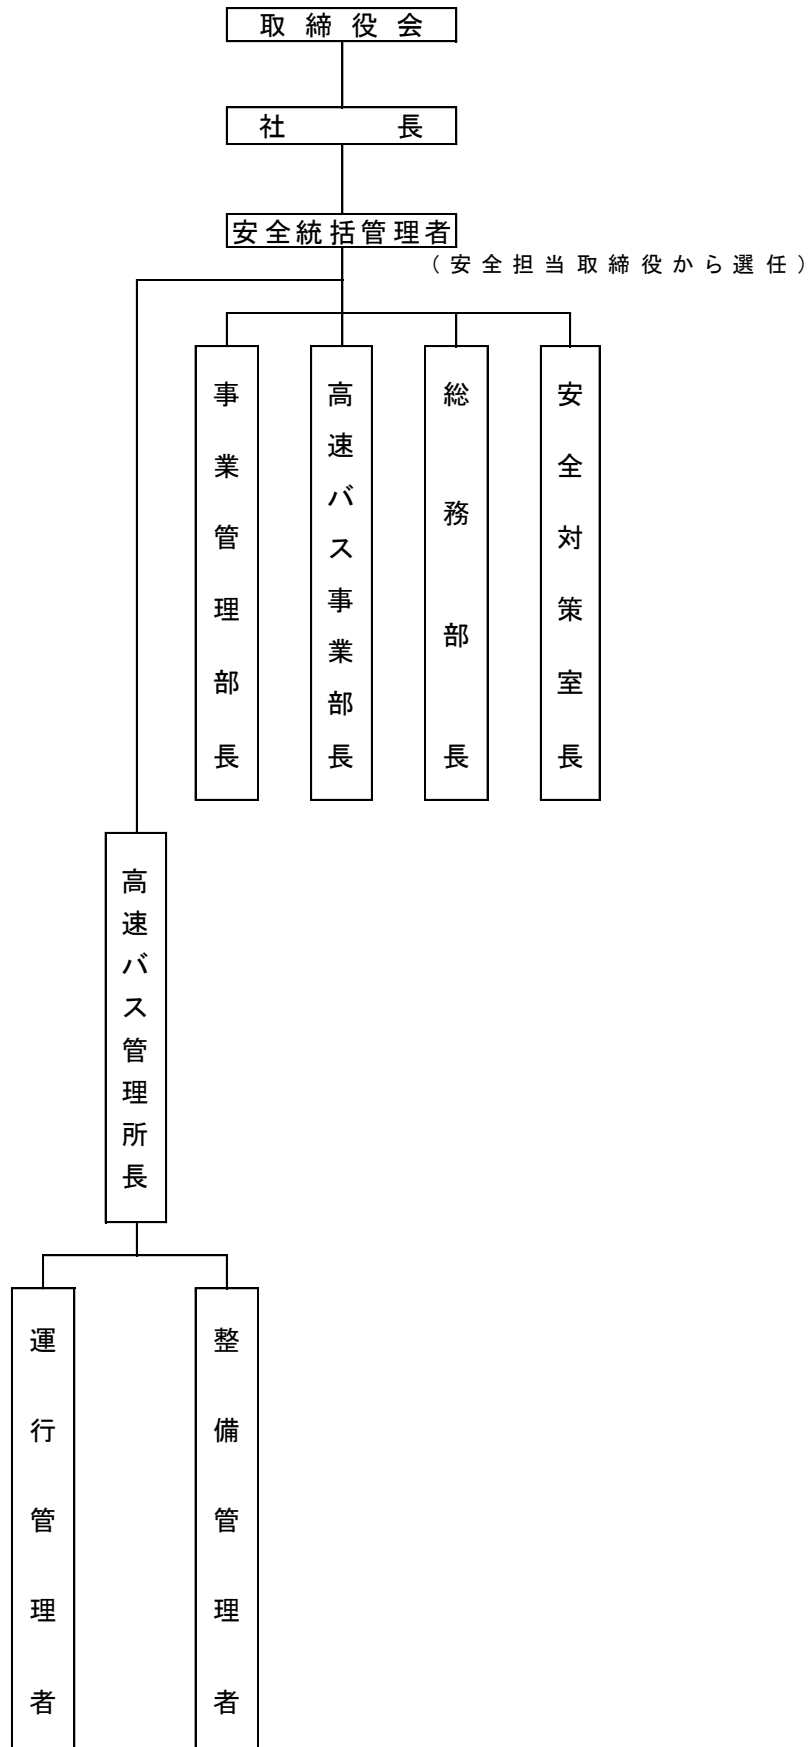 取締役会
社長
安全統括管理者
(安全担当取締役から選任)
事業管理部長
高速バス事業部長
総務部長
安全対策室長
高速バス管理所長
運行管理者
整備管理者